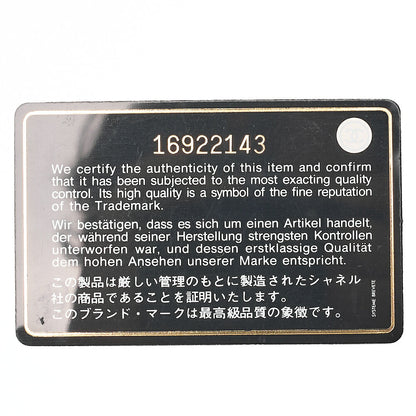 16922143
We certify the authenticity of this item and confirm
that it has been subjected to the most exacting quality
control. Its high quality is a symbol of the fine reputation
of the Trademark.
Wir bestätigen, dass es sich um einen Artikel handelt,
der während seiner Herstellung strengsten Kontrollen
unterworfen war, und dessen erstklässige Qualität
dem hohen Ansehen unserer Marke entspricht.
この製品は厳しい管理のもとに製造されたシャネル
社の商品であることを証明いたします。
このブランド・マークは最高級品質の象徴です。
SYSTEME BREVETE